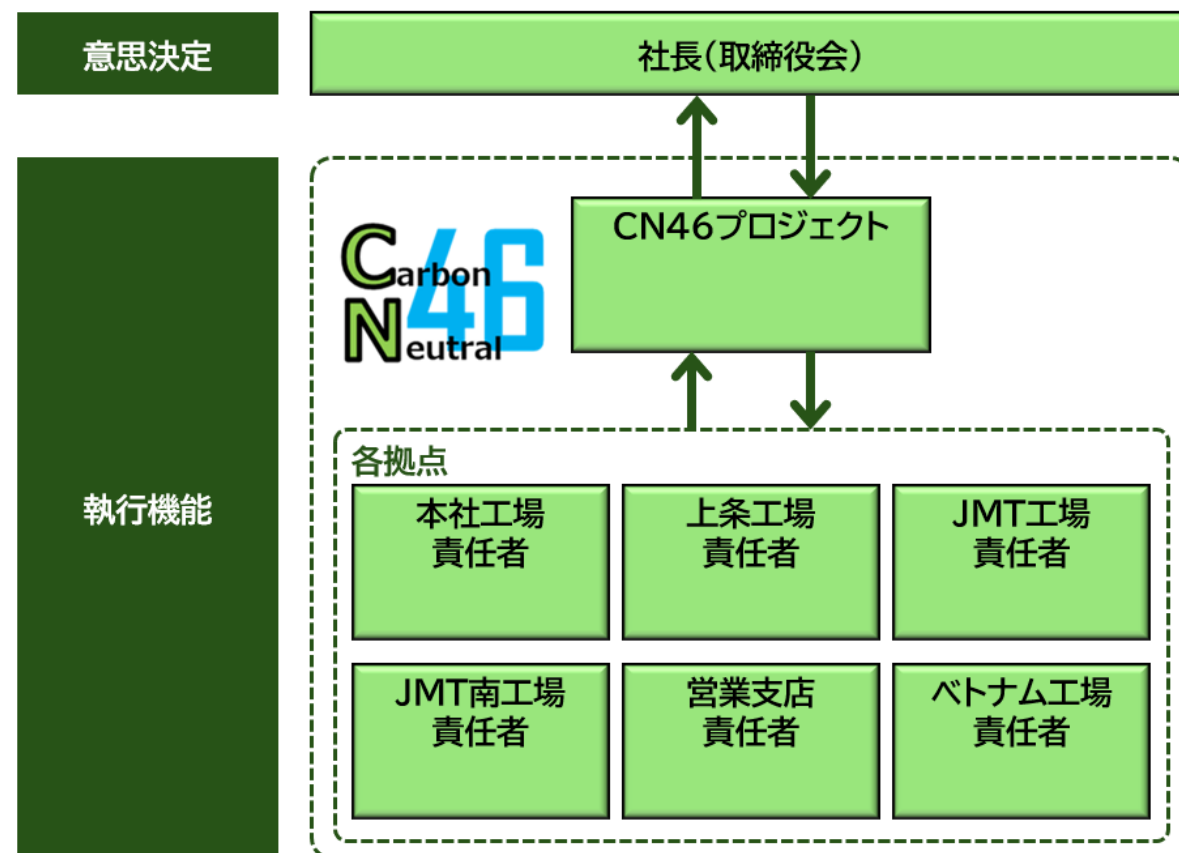 意思決定
社長(取締役会)
執行機能
Carbon
Neutral
46
CN46プロジェクト
各拠点
本社工場
責任者
上条工場
責任者
JMT工場
責任者
JMT南工場
責任者
営業支店
責任者
ベトナム工場
責任者